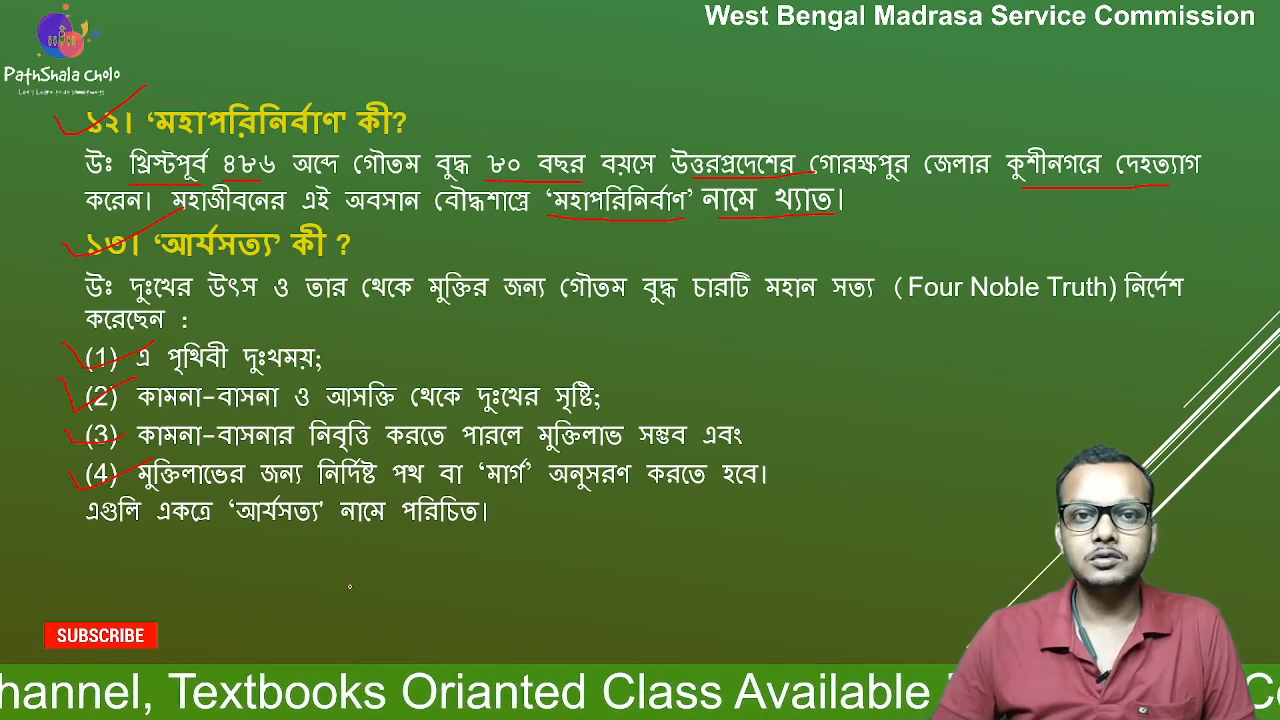 West Bengal Madrasa Service Commission
PathShala Cholo
১২। ‘মহাপরিনির্বাণ' কী?
উঃ খ্রিস্টপূর্ব ৪৮৬ অব্দে গৌতম বুদ্ধ ৮০ বছর বয়সে উত্তরপ্রদেশের গোরক্ষপুর জেলার কুশীনগরে দেহত্যাগ
করেন। মহাজীবনের এই অবসান বৌদ্ধশাস্ত্রে ‘মহাপরিনির্বাণ’ নামে খ্যাত।
১৩। ‘আর্যসত্য’ কী ?
উঃ দুঃখের উৎস ও তার থেকে মুক্তির জন্য গৌতম বুদ্ধ চারটি মহান সত্য (Four Noble Truth) নির্দেশ
করেছেন :
(1) এ পৃথিবী দুঃখময়;
(2) কামনা-বাসনা ও আসক্তি থেকে দুঃখের সৃষ্টি;
(3) কামনা-বাসনার নিবৃত্তি করতে পারলে মুক্তিলাভ সম্ভব এবং
(4) মুক্তিলাভের জন্য নির্দিষ্ট পথ বা ‘মার্গ’ অনুসরণ করতে হবে।
এগুলি একত্রে ‘আর্যসত্য' নামে পরিচিত।
SUBSCRIBE
hannel, Textbooks Orianted Class Available